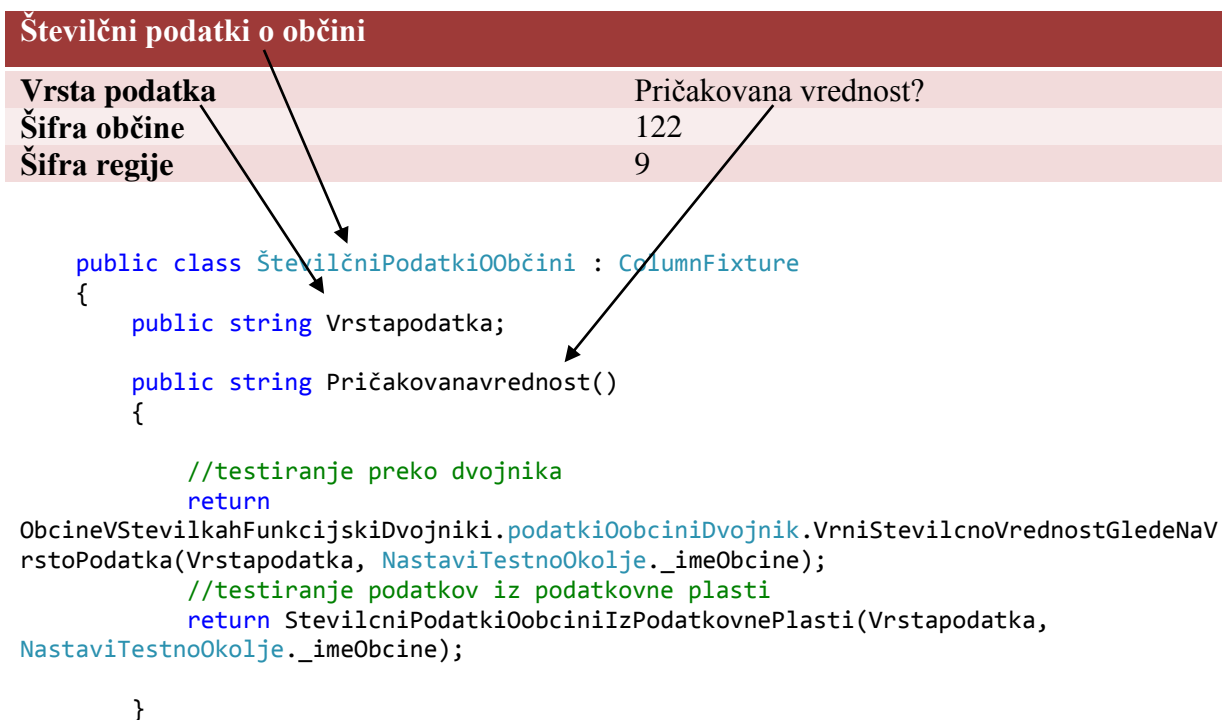 Številčni podatki o občini
Vrsta podatka Pričakovana vrednost?
Šifra občine 122
Šifra regije 9
public class ŠtevilčniPodatkiOObčini : ColumnFixture
{
public string Vrstapodatka;
public string Pričakovanavrednost()
{
//testiranje preko dvojnika
return
ObcineVStevilkahFunkcijskiDvojniki.podatkiOobciniDvojnik.VrniStevilcnoVrednostGledeNaV
rstoPodatka(Vrstapodatka, NastaviTestnoOkolje._imeObcine);
//testiranje podatkov iz podatkovne plasti
return StevilcniPodatkiOobciniIzPodatkovnePlasti(Vrstapodatka,
NastaviTestnoOkolje._imeObcine);
}